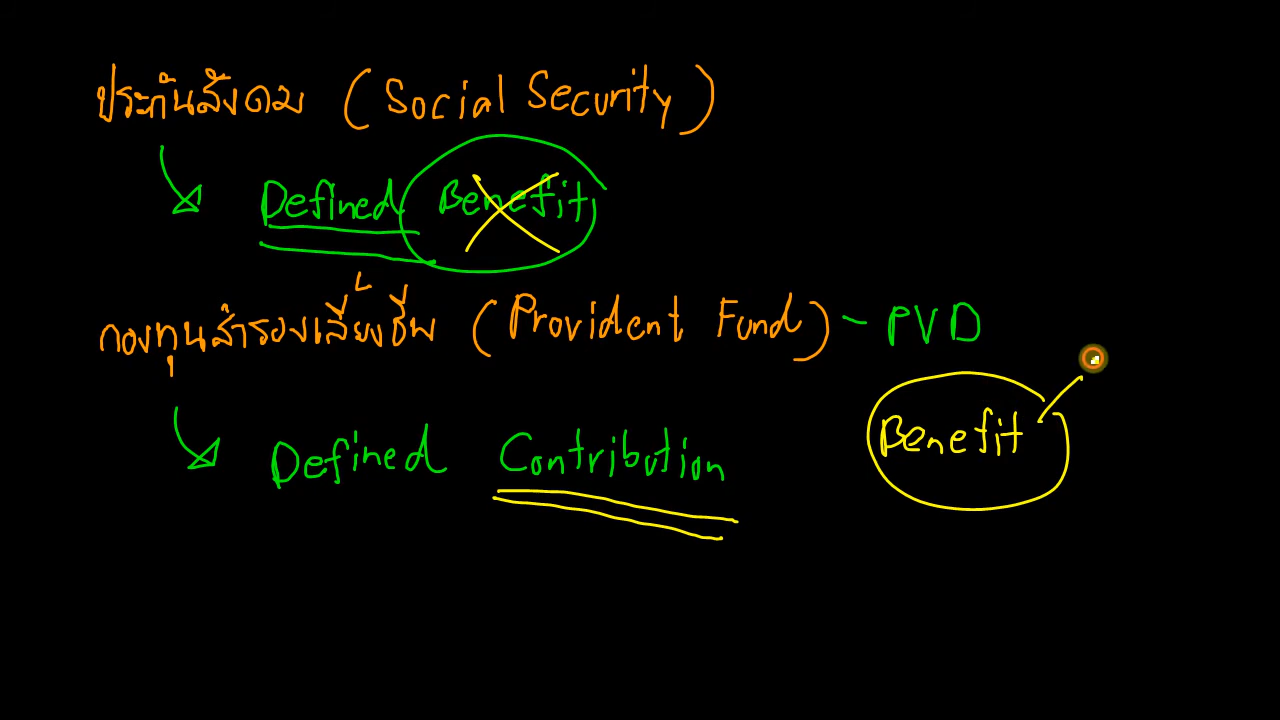 ประกันสังคม (Social Security)
Defined Benefit
กองทุนสำรองเลี้ยงชีพ (Provident Fund) - PVD
Benefit
Defined Contribution